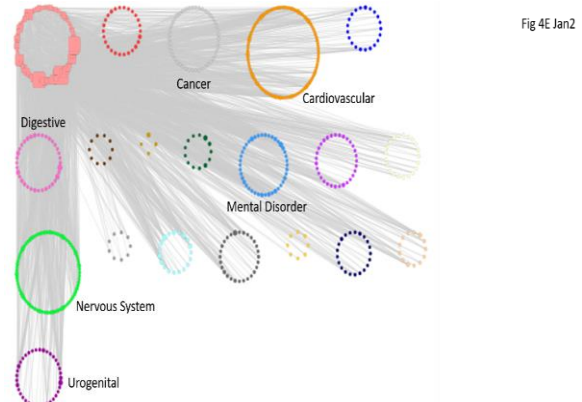 Fig 4E Jan2
Cancer
Cardiovascular
Digestive
Mental Disorder
Nervous System
Urogenital